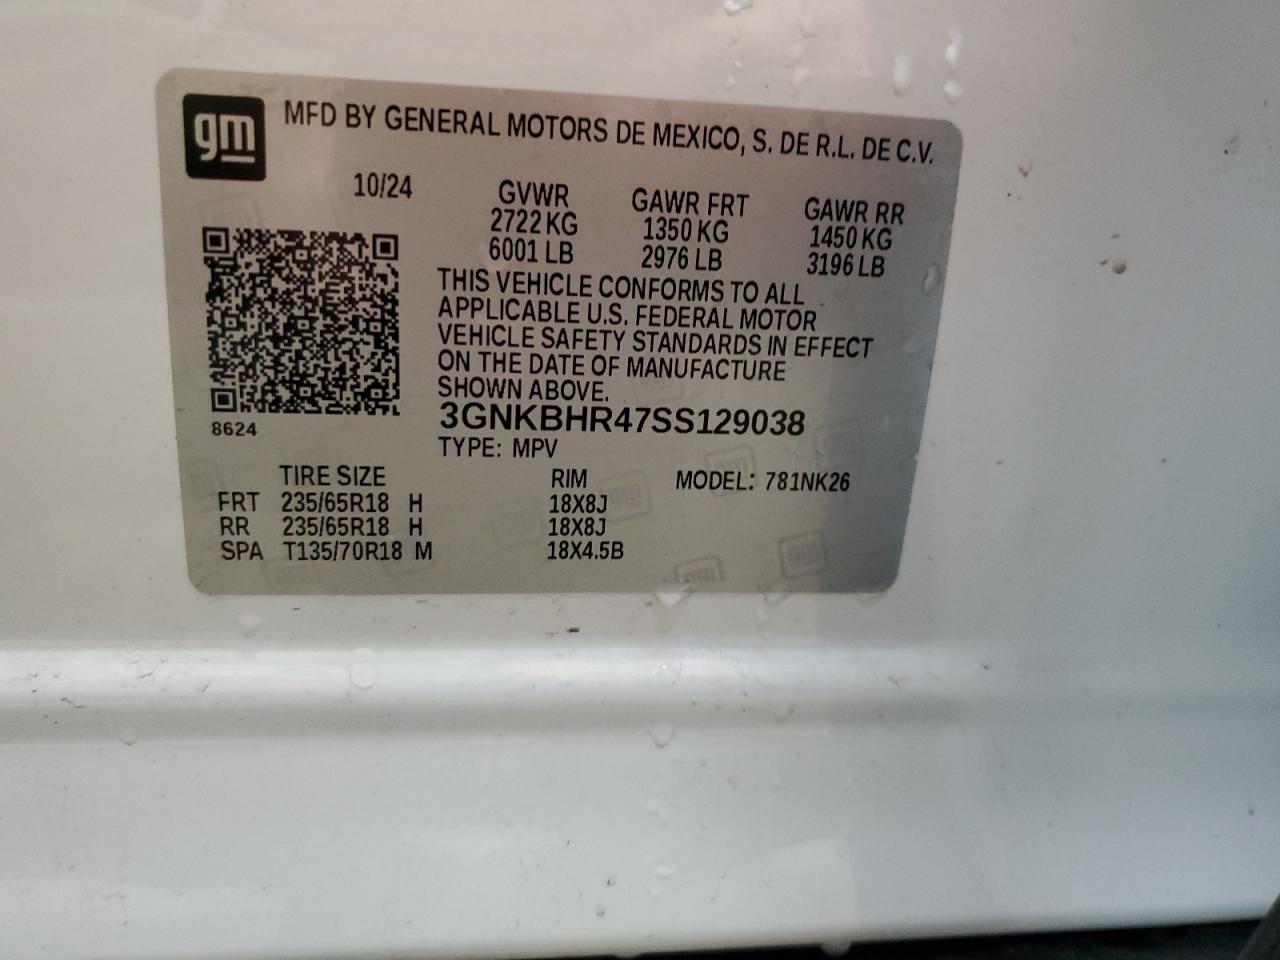 gm
MFD BY GENERAL MOTORS DE MEXICO, S. DE R.L. DE C.V.
10/24 GVWR GAWR FRT GAWR RR
2722 KG 1350 KG 1450 KG
6001 LB 2976 LB 3196 LB
THIS VEHICLE CONFORMS TO ALL
APPLICABLE U.S. FEDERAL MOTOR
VEHICLE SAFETY STANDARDS IN EFFECT
ON THE DATE OF MANUFACTURE
SHOWN ABOVE.
8624 3GNKBHR47SS129038
TYPE: MPV
TIRE SIZE RIM MODEL: 781NK26
FRT 235/65R18 H 18X8J
RR 235/65R18 H 18X8J
SPA T135/70R18 M 18X4.5B